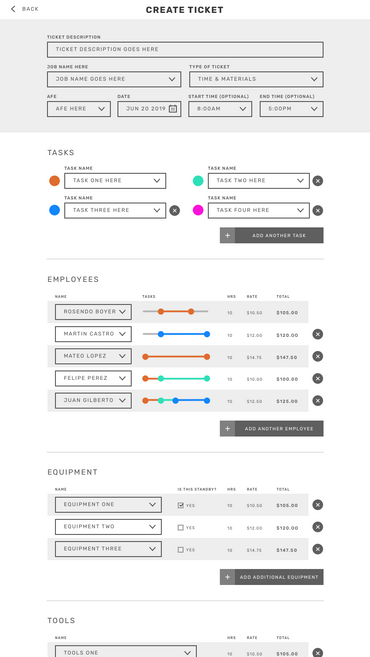 BACK
CREATE TICKET
TICKET DESCRIPTION
TICKET DESCRIPTION GOES HERE
JOB NAME HERE TYPE OF TICKET
JOB NAME GOES HERE TIME & MATERIALS
AFE DATE START TIME (OPTIONAL) END TIME (OPTIONAL)
AFE HERE JUN 20 2019 8:00AM 5:00PM
TASKS
TASK NAME TASK NAME
TASK ONE HERE TASK TWO HERE
TASK NAME TASK NAME
TASK THREE HERE TASK FOUR HERE
+ ADD ANOTHER TASK
EMPLOYEES
NAME TASKS HRS RATE TOTAL
ROSENDO BOYER 10 $10.50 $105.00
MARTIN CASTRO 10 $12.00 $120.00
MATEO LOPEZ 10 $14.75 $147.50
FELIPE PEREZ 10 $10.00 $100.00
JUAN GILBERTO 10 $12.50 $125.00
+ ADD ANOTHER EMPLOYEE
EQUIPMENT
NAME IS THIS STANDBY? HRS RATE TOTAL
EQUIPMENT ONE YES 10 $10.50 $105.00
EQUIPMENT TWO YES 10 $12.00 $120.00
EQUIPMENT THREE YES 10 $14.75 $147.50
+ ADD ADDITIONAL EQUIPMENT
TOOLS
NAME HRS RATE TOTAL
TOOLS ONE 10 $10.50 $105.00